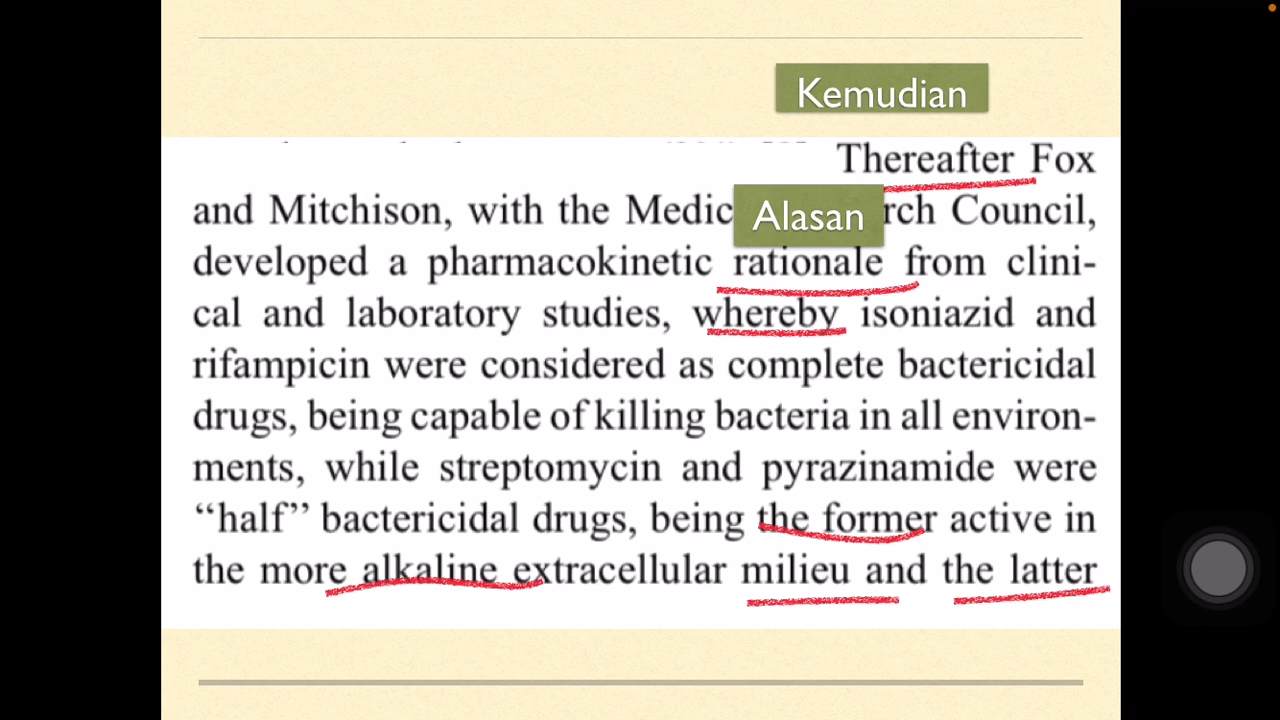 Kemudian
Thereafter Fox
and Mitchison, with the Medic Alasan rch Council,
developed a pharmacokinetic rationale from clini-
cal and laboratory studies, whereby isoniazid and
rifampicin were considered as complete bactericidal
drugs, being capable of killing bacteria in all environ-
ments, while streptomycin and pyrazinamide were
“half” bactericidal drugs, being the former active in
the more alkaline extracellular milieu and the latter